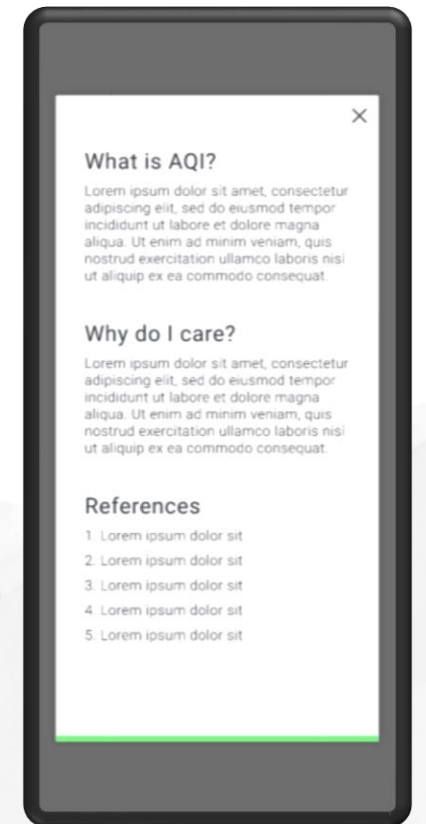 What is AQI?
Lorem ipsum dolor sit amet, consectetur
adipiscing elit, sed do eiusmod tempor
incididunt ut labore et dolore magna
aliqua. Ut enim ad minim veniam, quis
nostrud exercitation ullamco laboris nisi
ut aliquip ex ea commodo consequat.
Why do I care?
Lorem ipsum dolor sit amet, consectetur
adipiscing elit, sed do eiusmod tempor
incididunt ut labore et dolore magna
aliqua. Ut enim ad minim veniam, quis
nostrud exercitation ullamco laboris nisi
ut aliquip ex ea commodo consequat.
References
1. Lorem ipsum dolor sit
2. Lorem ipsum dolor sit
3. Lorem ipsum dolor sit
4. Lorem ipsum dolor sit
5. Lorem ipsum dolor sit